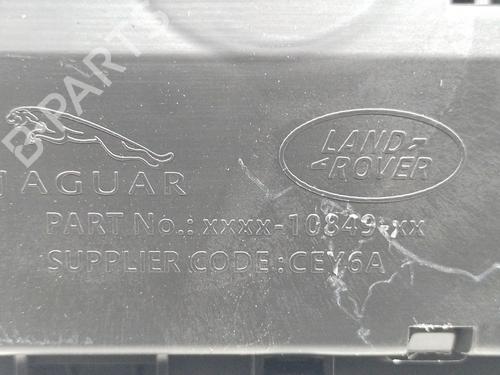 JAGUAR
LAND ROVER
PART No.: xxxx-10849-xx
SUPPLIER CODE: CEY6A
B-PARTS